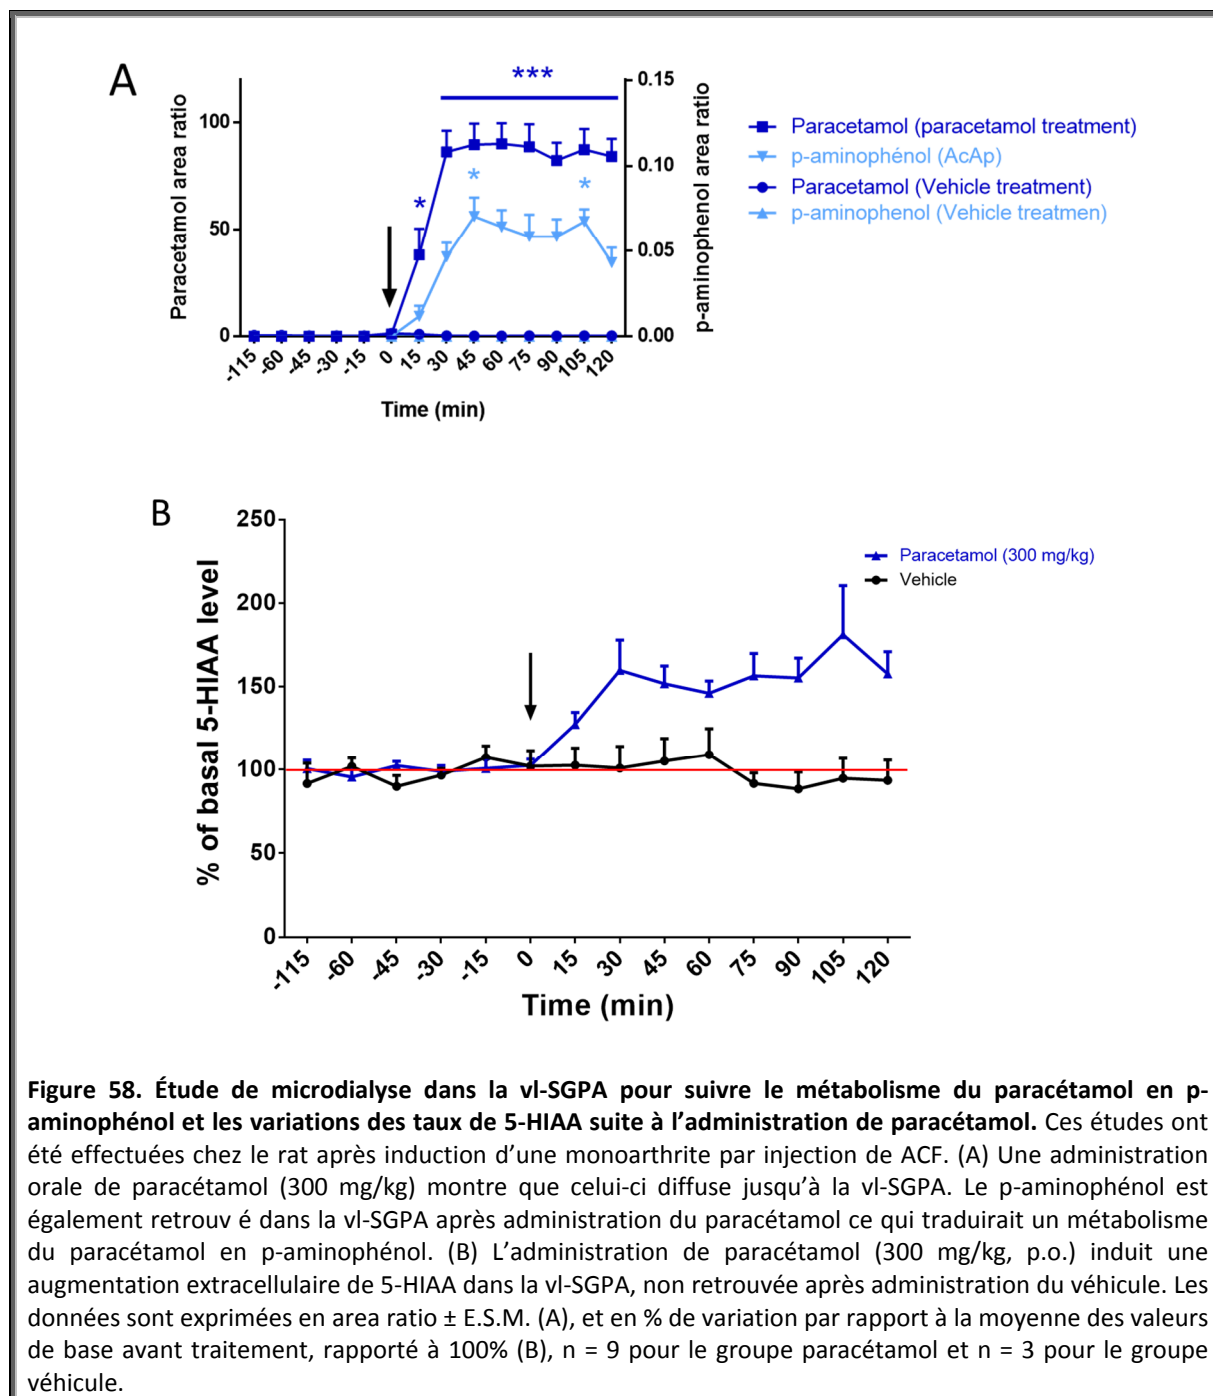 A
***
Paracetamol area ratio
100
50
0
*
*
*
0.15
0.10
0.05
0.00
p-aminophenol area ratio
-115 -60 -45 -30 -15 0 15 30 45 60 75 90 105 120
Time (min)
Paracetamol (paracetamol treatment)
p-aminophénol (AcAp)
Paracetamol (Vehicle treatment)
p-aminophenol (Vehicle treatmen)
B
% of basal 5-HIAA level
250
200
150
100
50
0
Paracetamol (300 mg/kg)
Vehicle
-115 -60 -45 -30 -15 0 15 30 45 60 75 90 105 120
Time (min)
Figure 58. Étude de microdialyse dans la vl-SGPA pour suivre le métabolisme du paracétamol en p-
aminophénol et les variations des taux de 5-HIAA suite à l’administration de paracétamol. Ces études ont
été effectuées chez le rat après induction d’une monoarthrite par injection de ACF. (A) Une administration
orale de paracétamol (300 mg/kg) montre que celui-ci diffuse jusqu’à la vl-SGPA. Le p-aminophénol est
également retrouv é dans la vl-SGPA après administration du paracétamol ce qui traduirait un métabolisme
du paracétamol en p-aminophénol. (B) L’administration de paracétamol (300 mg/kg, p.o.) induit une
augmentation extracellulaire de 5-HIAA dans la vl-SGPA, non retrouvée après administration du véhicule. Les
données sont exprimées en area ratio ± E.S.M. (A), et en % de variation par rapport à la moyenne des valeurs
de base avant traitement, rapporté à 100% (B), n = 9 pour le groupe paracétamol et n = 3 pour le groupe
véhicule.